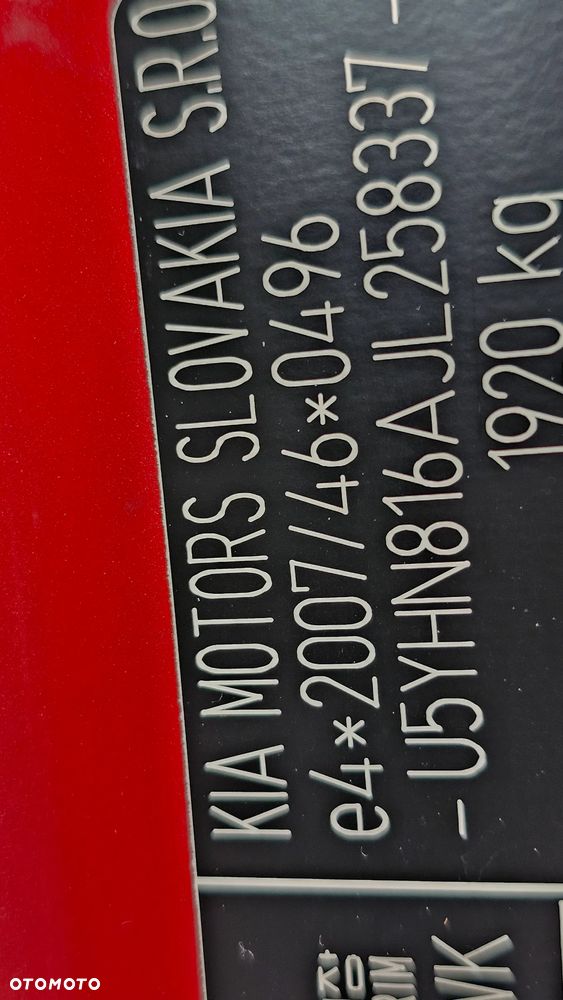 KIA MOTORS SLOVAKIA S.R.O
e4*2007/46*0496
- U5YHN816AJL258337 -
1920 kg
OTOMOTO